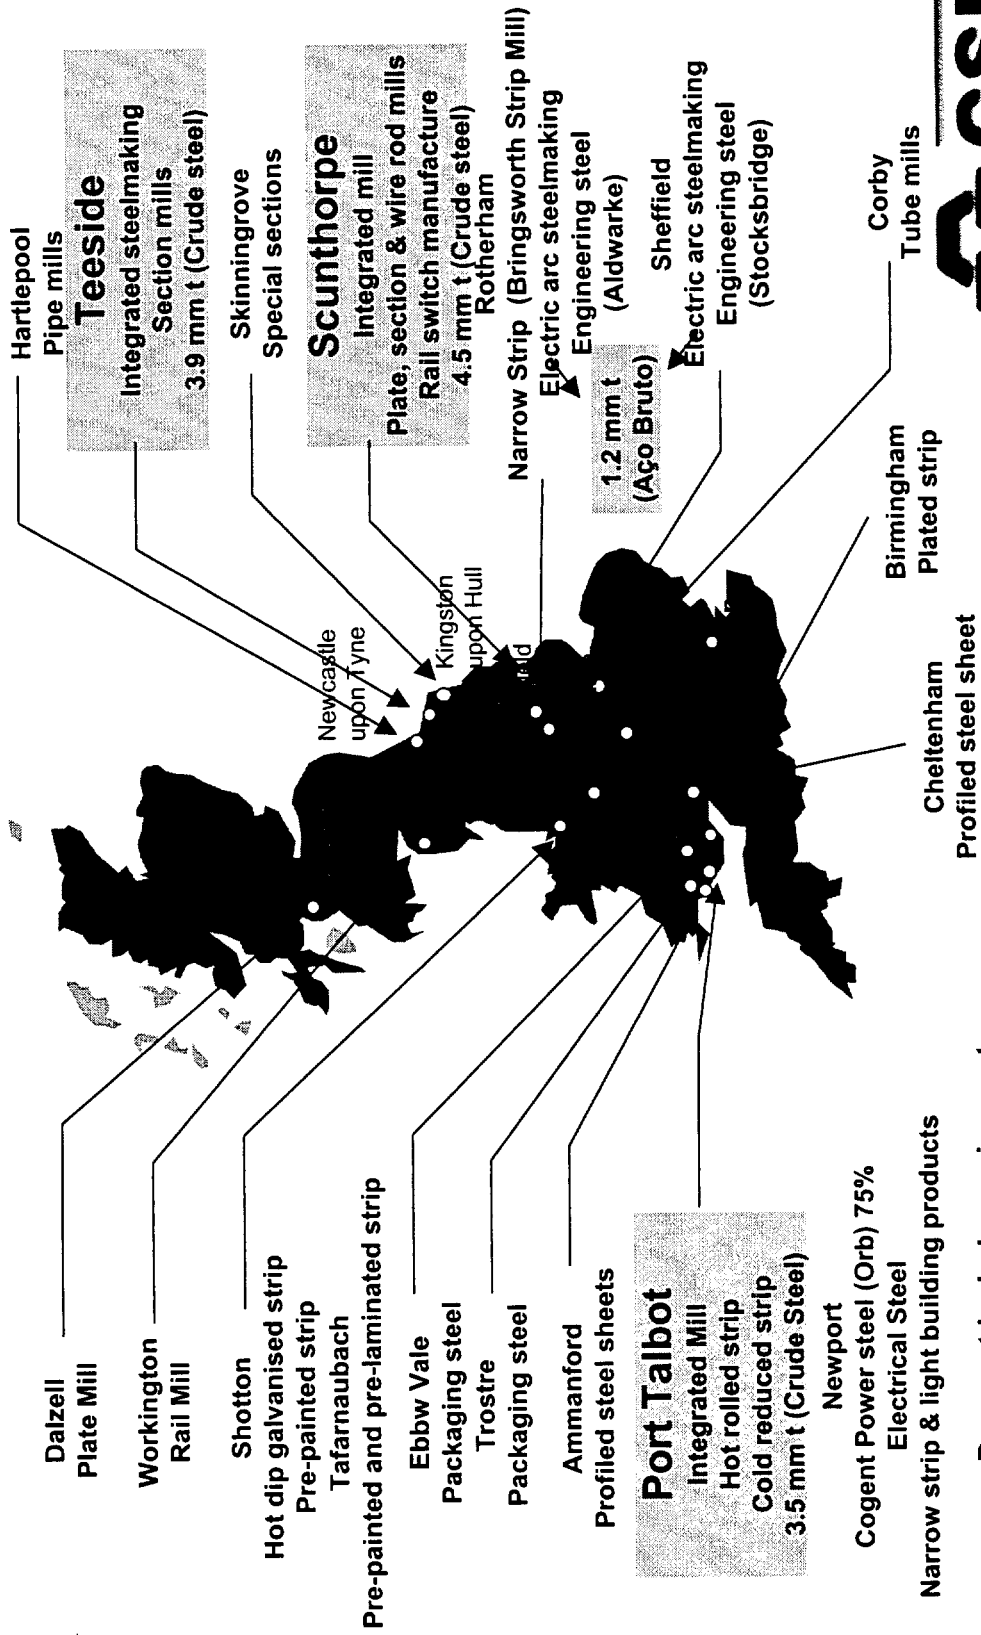 Hartlepool
Pipe mills
Teeside
Integrated steelmaking
Section mills
3.9 mm t (Crude steel)
Skinningrove
Special sections
Scunthorpe
Integrated mill
Plate, section & wire rod mills
Rail switch manufacture
4.5 mm t (Crude steel)
Rotherham
Narrow Strip (Bringsworth Strip Mill)
Electric arc steelmaking
Engineering steel
(Aldwarke)
1.2 mm t
(Aço Bruto)
Sheffield
Electric arc steelmaking
Engineering steel
(Stocksbridge)
Corby
Tube mills
Birmingham
Plated strip
Cheltenham
Profiled steel sheet
Newcastle
upon Tyne
Kingston
upon Hull
Dalzell
Plate Mill
Workington
Rail Mill
Shotton
Hot dip galvanised strip
Pre-painted strip
Tafarnaubach
Pre-painted and pre-laminated strip
Ebbw Vale
Packaging steel
Trostre
Packaging steel
Ammanford
Profiled steel sheets
Port Talbot
Integrated Mill
Hot rolled strip
Cold reduced strip
3.5 mm t (Crude Steel)
Newport
Cogent Power steel (Orb) 75%
Electrical Steel
Narrow strip & light building products